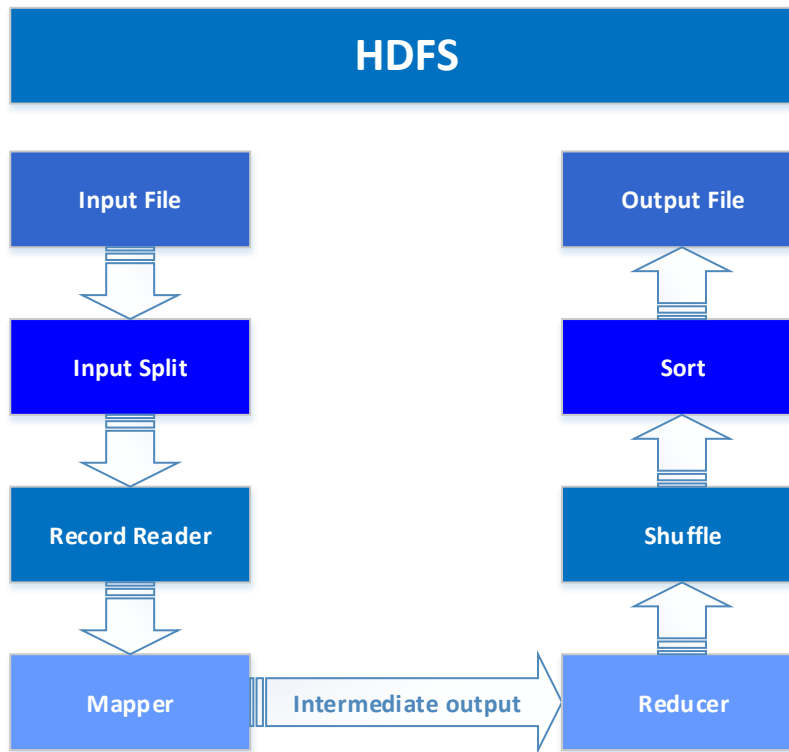 HDFS
Input File
Output File
Input Split
Sort
Record Reader
Shuffle
Mapper
Intermediate output
Reducer